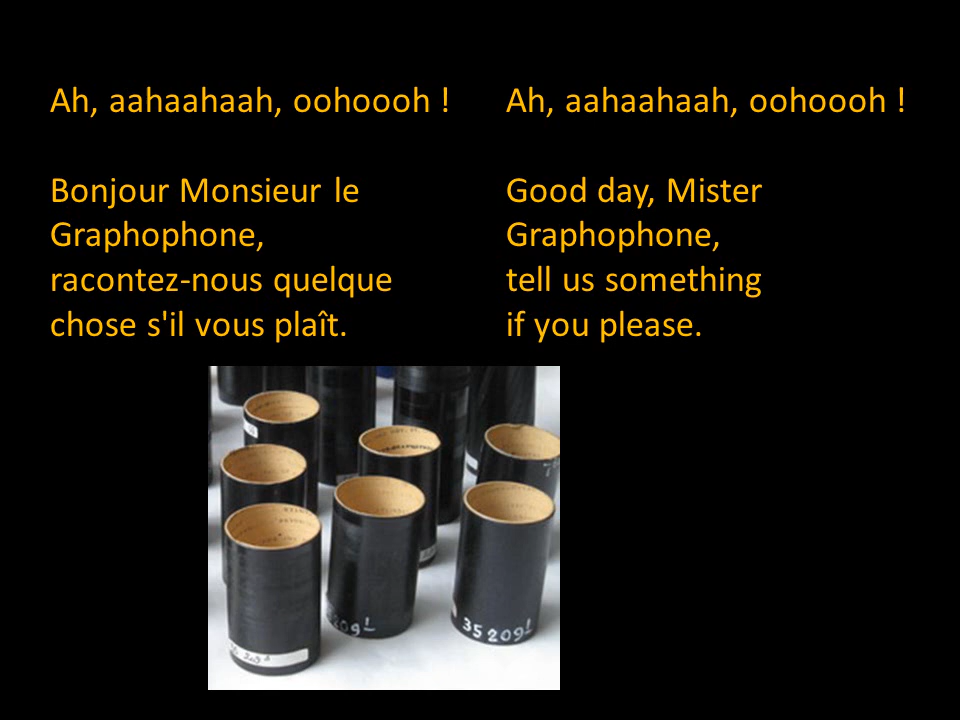 Ah, aahaahaah, oohoooh !
Bonjour Monsieur le
Graphophone,
racontez-nous quelque
chose s'il vous plaît.
Ah, aahaahaah, oohoooh !
Good day, Mister
Graphophone,
tell us something
if you please.
35209